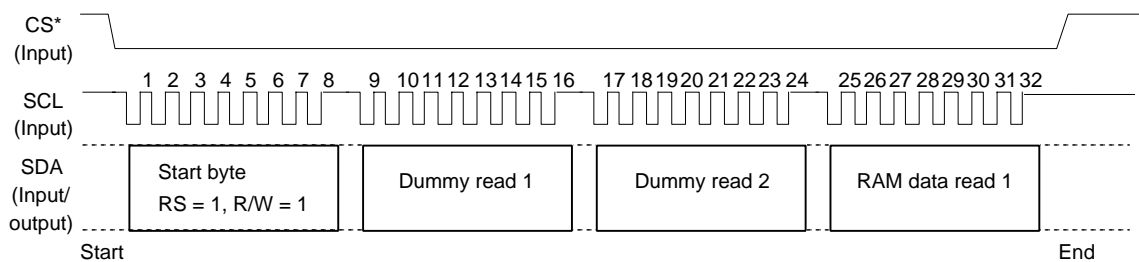 CS*
(Input)
1 2 3 4 5 6 7 8 9 10 11 12 13 14 15 16 17 18 19 20 21 22 23 24 25 26 27 28 29 30 31 32
SCL
(Input)
SDA
(Input/
output)
Start byte
RS = 1, R/W = 1
Dummy read 1
Dummy read 2
RAM data read 1
Start
End